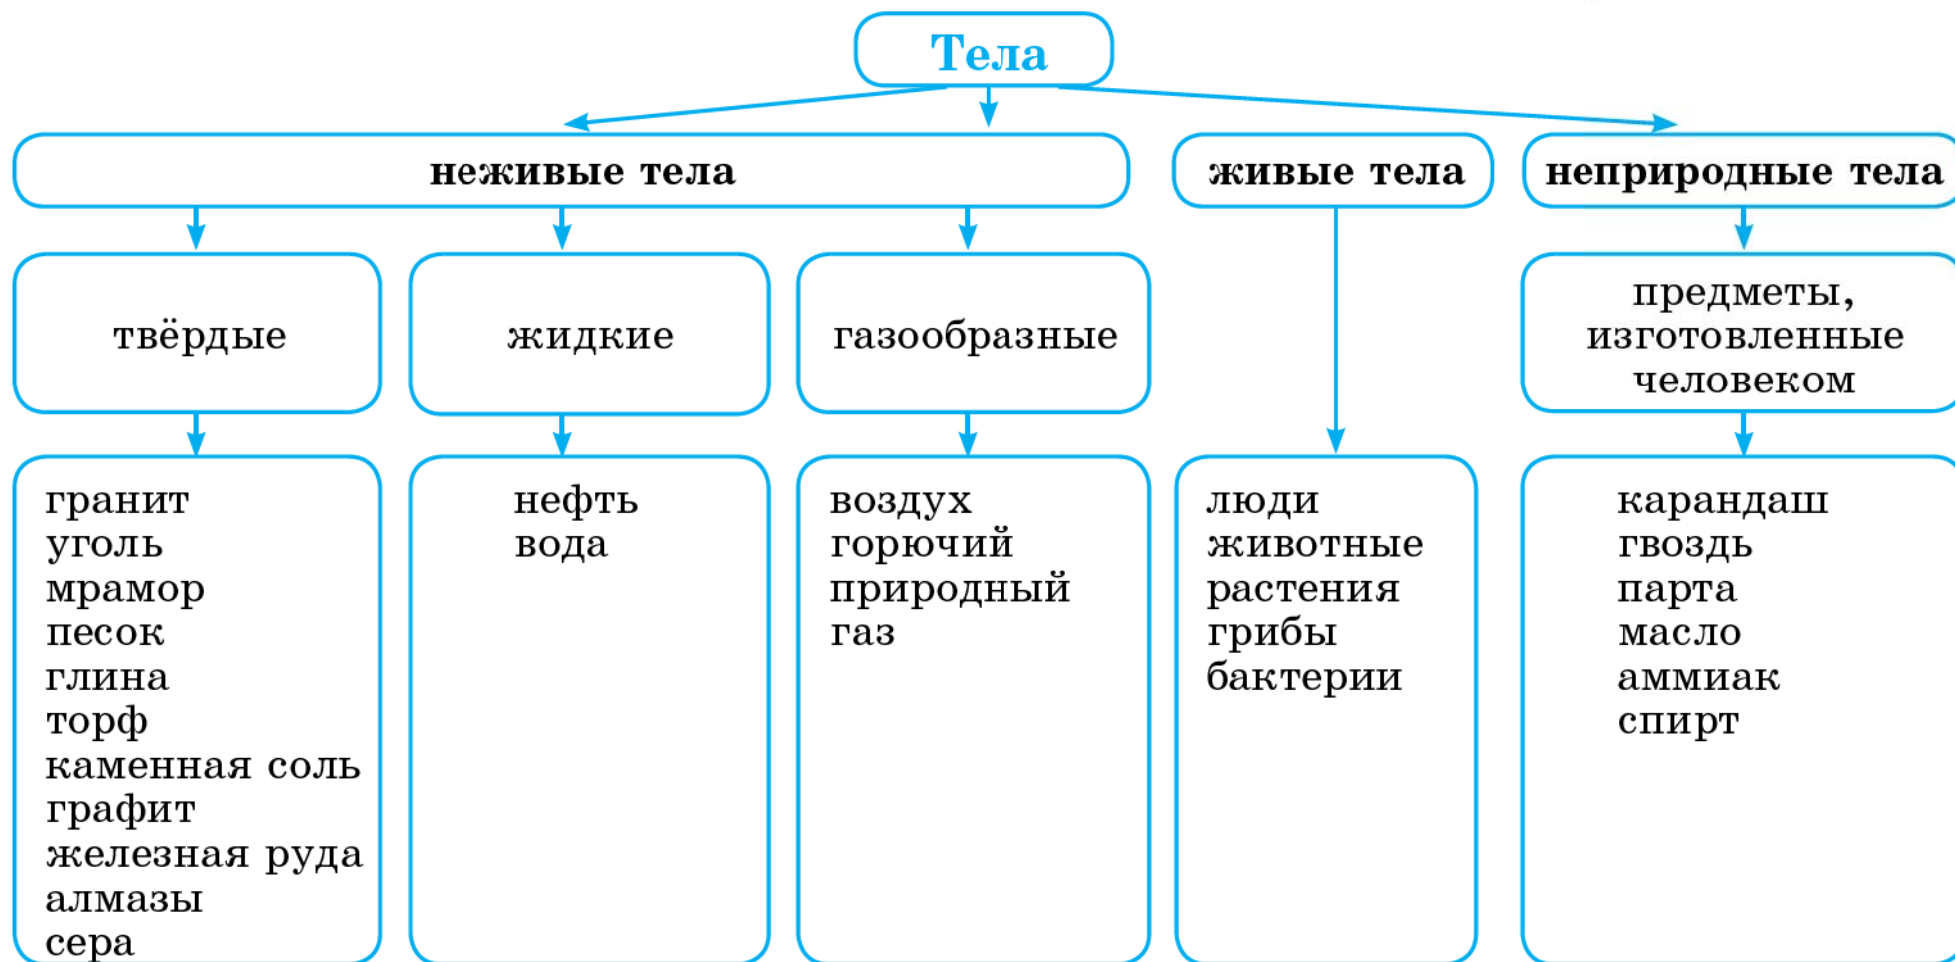 Тела
неживые тела
живые тела
неприродные тела
твёрдые
жидкие
газообразные
предметы,
изготовленные
человеком
гранит
уголь
мрамор
песок
глина
торф
каменная соль
графит
железная руда
алмазы
сера
нефть
вода
воздух
горючий
природный
газ
люди
животные
растения
грибы
бактерии
карандаш
гвоздь
парта
масло
аммиак
спирт